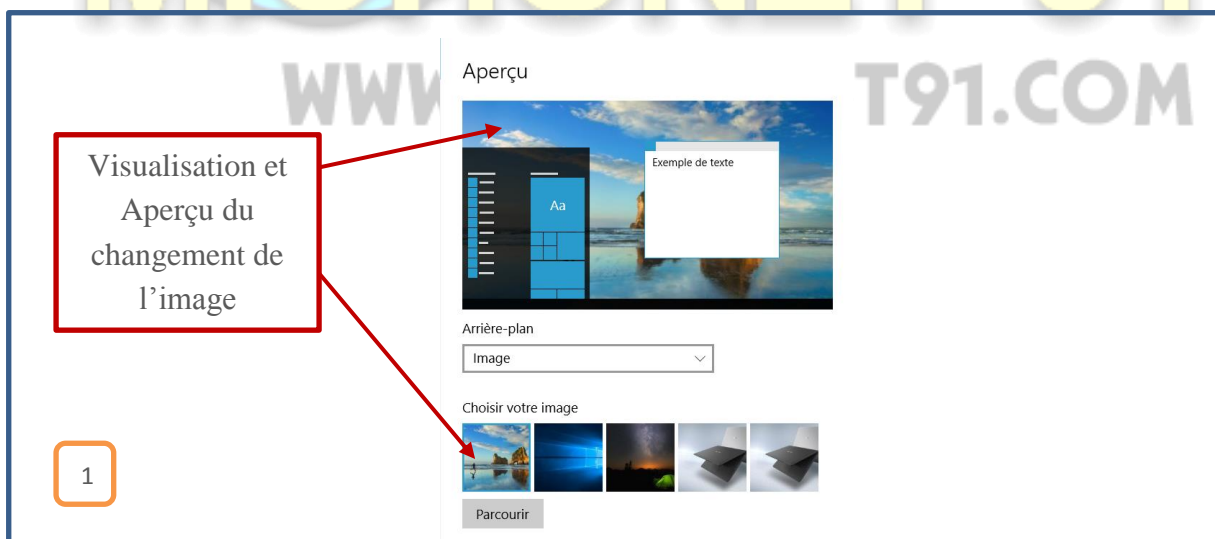 WWW
T91.COM
Aperçu
Visualisation et
Aperçu du
changement de
l’image
Exemple de texte
Aa
Arrière-plan
Image
Choisir votre image
1
Parcourir